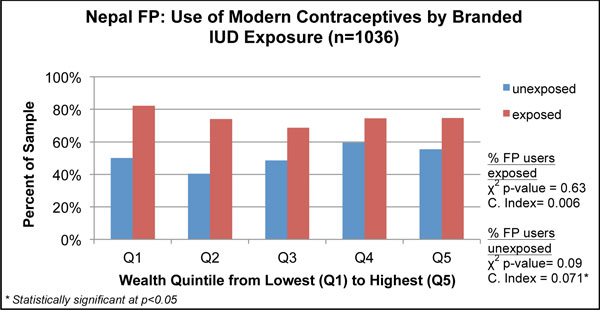 Nepal FP: Use of Modern Contraceptives by Branded
IUD Exposure (n=1036)
Percent of Sample
100%
80%
60%
40%
20%
0%
Q1 Q2 Q3 Q4 Q5
Wealth Quintile from Lowest (Q1) to Highest (Q5)
unexposed
exposed
% FP users
exposed
χ² p-value = 0.63
C. Index= 0.006
% FP users
unexposed
χ² p-value= 0.09
C. Index = 0.071*
* Statistically significant at p<0.05